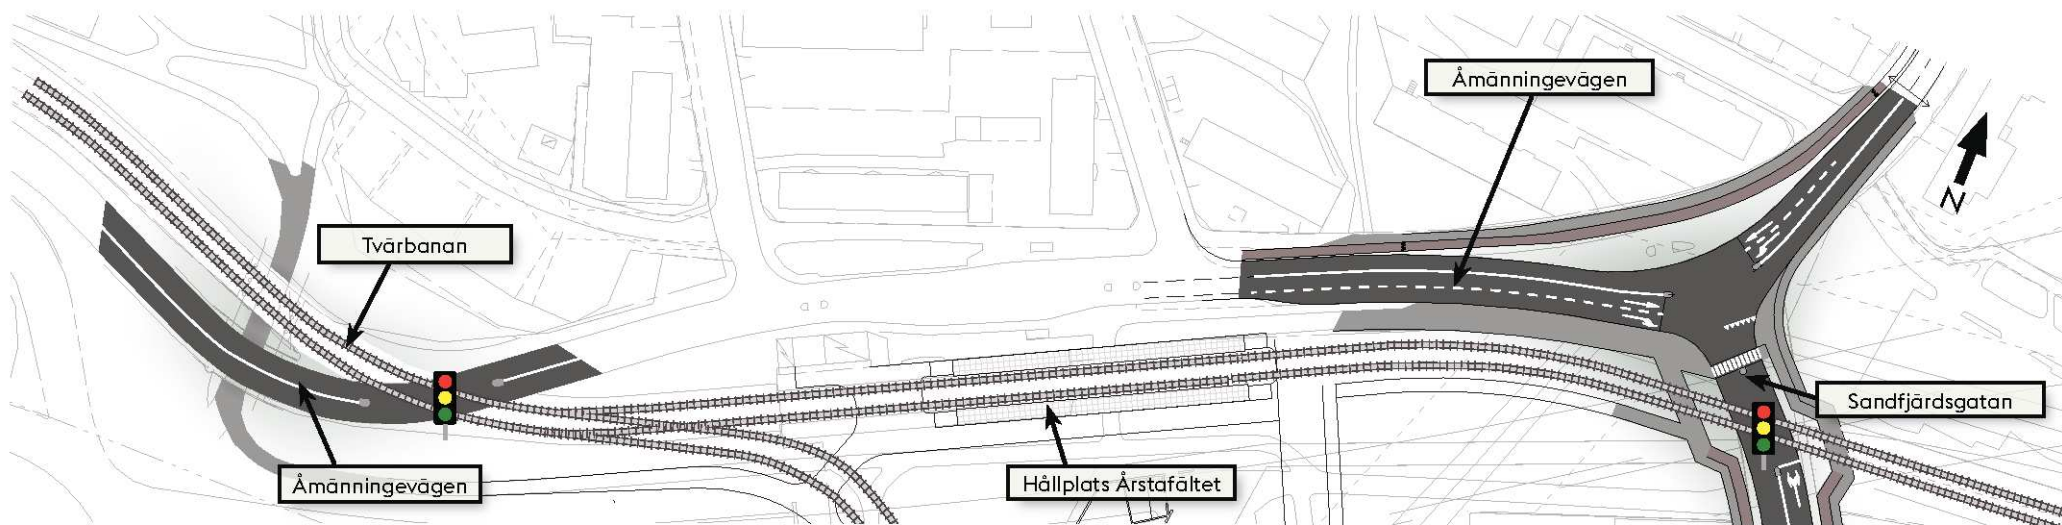 Åmänningevägen
N
Tvärbanan
Sandfjärdsgatan
Åmänningevägen
Hållplats Årstafältet